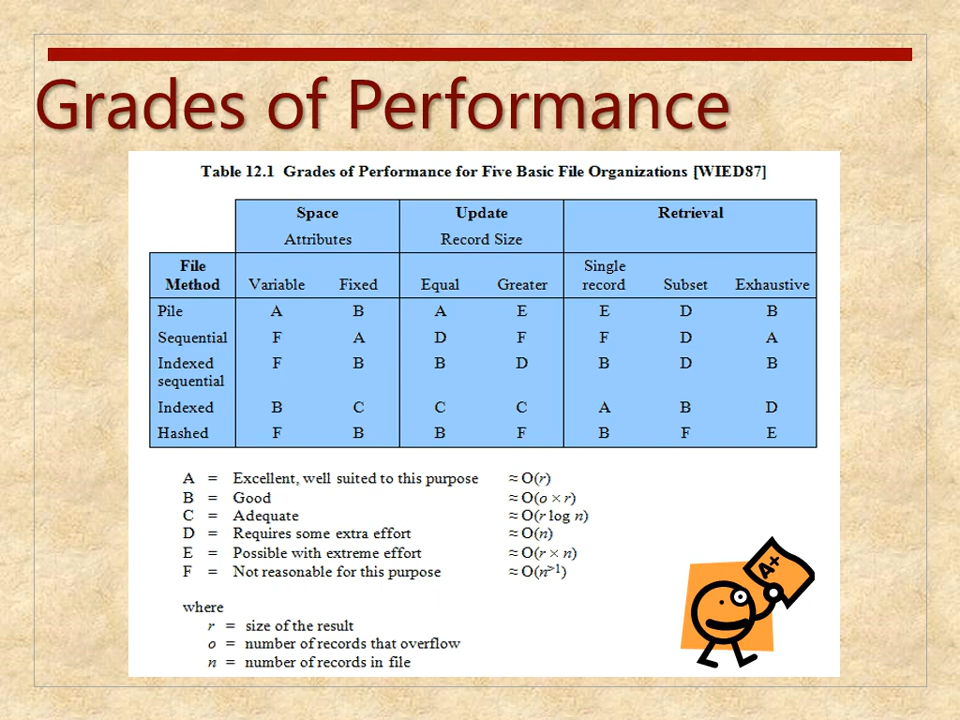 Grades of Performance
Table 12.1 Grades of Performance for Five Basic File Organizations [WIED87]
Space Update Retrieval
Attributes Record Size
File Method Variable Fixed Equal Greater Single record Subset Exhaustive
Pile A B A E E D B
Sequential F A D F F D A
Indexed sequential F B B D B D B
Indexed B C C C A B D
Hashed F B B F B F E
A = Excellent, well suited to this purpose ≈ O(r)
B = Good ≈ O(o × r)
C = Adequate ≈ O(r log n)
D = Requires some extra effort ≈ O(n)
E = Possible with extreme effort ≈ O(r × n)
F = Not reasonable for this purpose ≈ O(n>1)
where
r = size of the result
o = number of records that overflow
n = number of records in file
A+